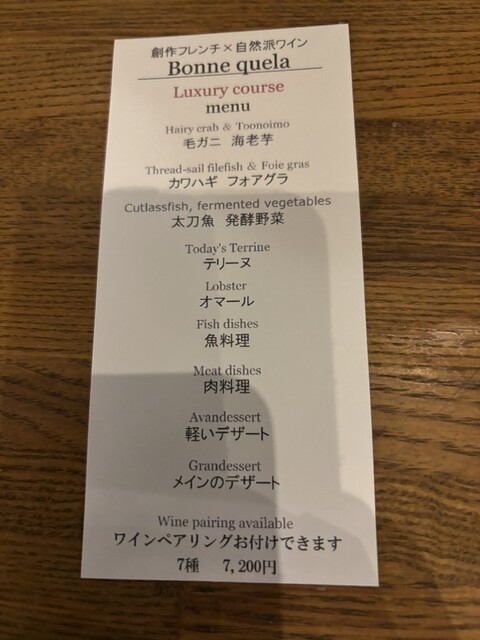 創作フレンチ×自然派ワイン
Bonne quela
Luxury course
menu
Hairy crab & Toonoimo
毛ガニ 海老芋
Thread-sail filefish & Foie gras
カワハギ フォアグラ
Cutlassfish, fermented vegetables
太刀魚 発酵野菜
Today's Terrine
テリーヌ
Lobster
オマール
Fish dishes
魚料理
Meat dishes
肉料理
Avandessert
軽いデザート
Grandessert
メインのデザート
Wine pairing available
ワインペアリングお付けできます
7種 7,200円